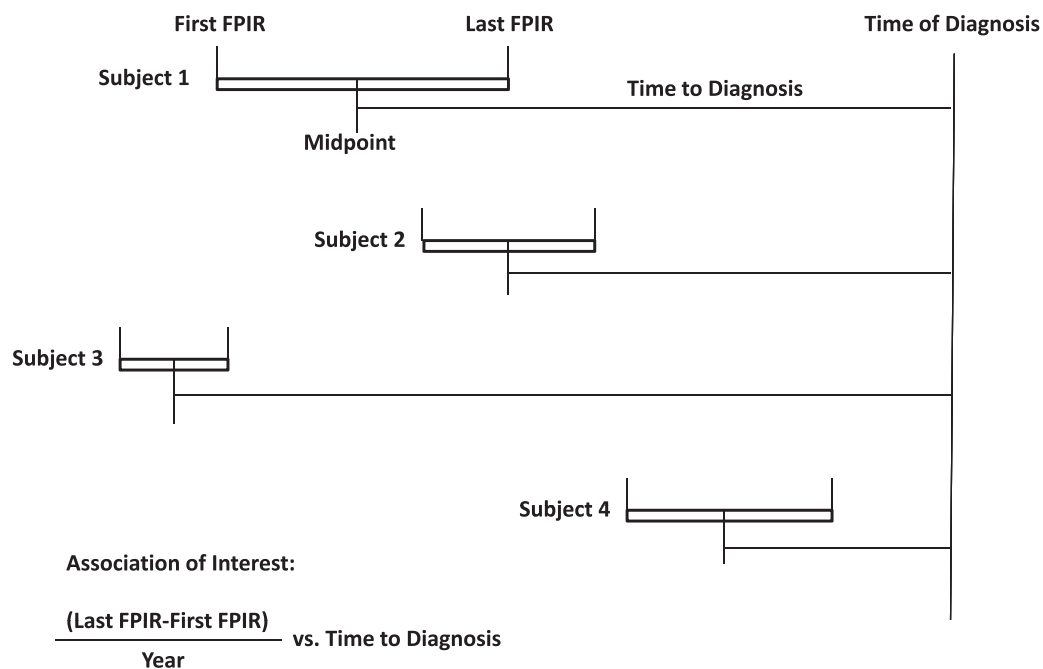 First FPIR
Last FPIR
Time of Diagnosis
Subject 1
Time to Diagnosis
Midpoint
Subject 2
Subject 3
Subject 4
Association of Interest:
(Last FPIR-First FPIR)
vs. Time to Diagnosis
Year